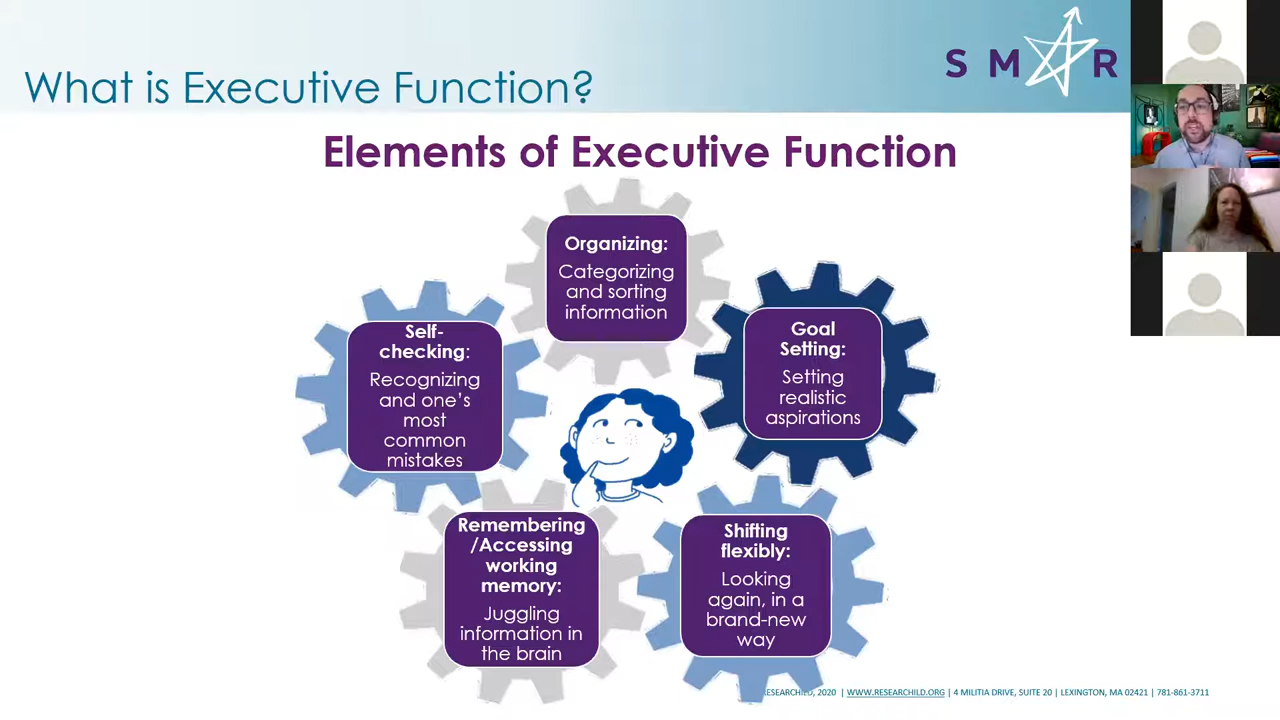 What is Executive Function?
S M R
Elements of Executive Function
Organizing:
Categorizing
and sorting
information
Goal
Setting:
Setting
realistic
aspirations
Self-
checking:
Recognizing
and one's
most
common
mistakes
Remembering
/Accessing
working
memory:
Juggling
information in
the brain
Shifting
flexibly:
Looking
again, in a
brand-new
way
2020 | WWW.RESEARCHILD.ORG | 4 MILITIA DRIVE, SUITE 20 | LEXINGTON, MA 02421 | 781-861-3711